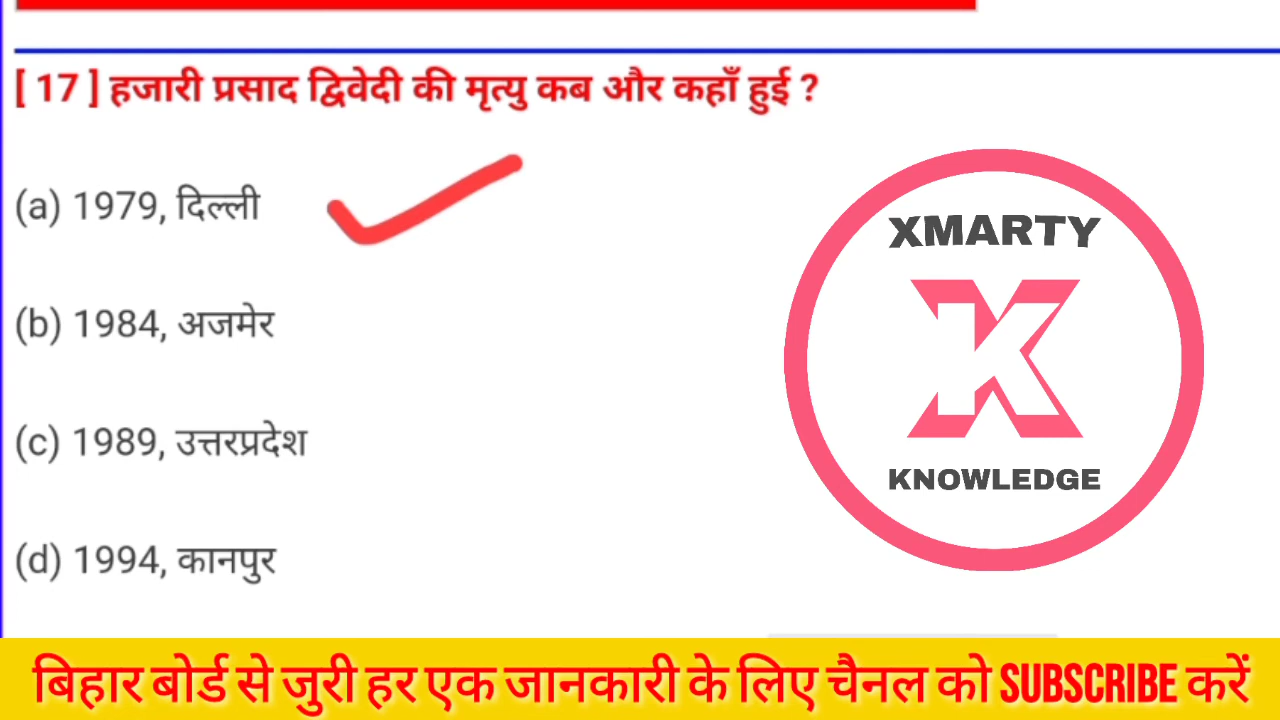 [ 17 ] हजारी प्रसाद द्विवेदी की मृत्यु कब और कहाँ हुई ?
(a) 1979, दिल्ली
(b) 1984, अजमेर
(c) 1989, उत्तरप्रदेश
(d) 1994, कानपुर
XMARTY
X
KNOWLEDGE
बिहार बोर्ड से जुरी हर एक जानकारी के लिए चैनल को SUBSCRIBE करें